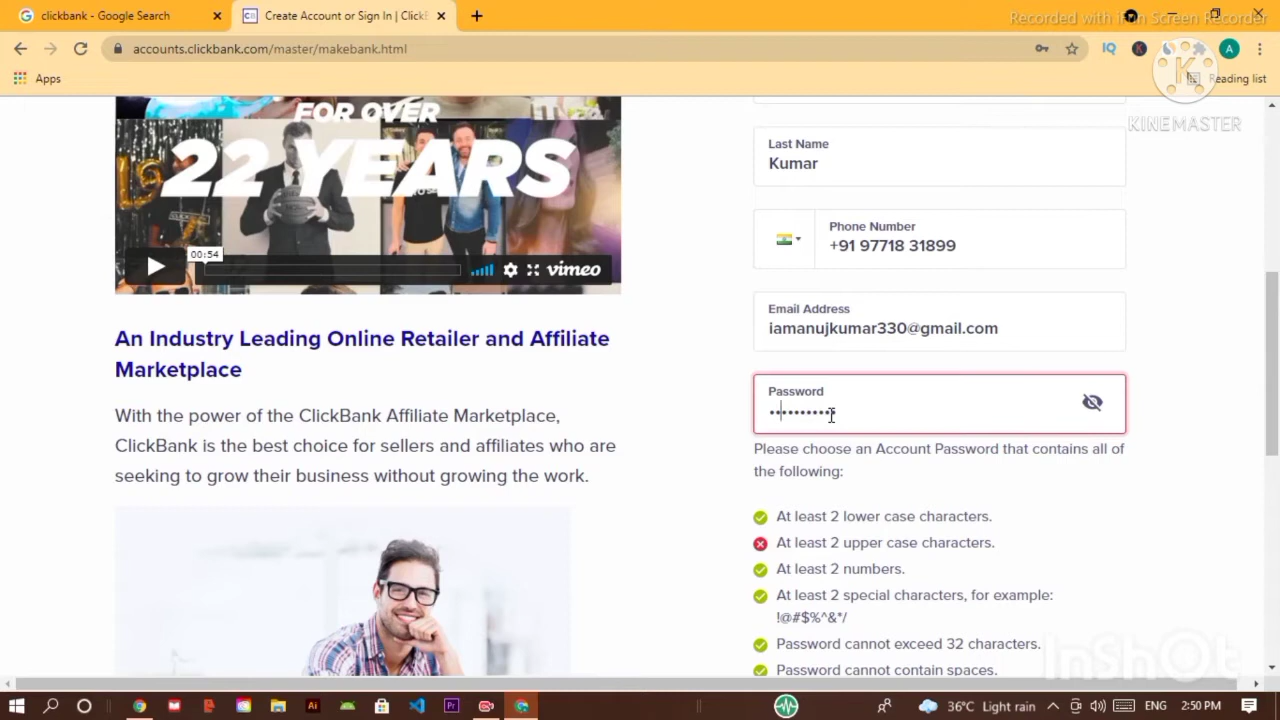 clickbank - Google Search
Create Account or Sign In | Click
Recorded with iFun Screen Recorder
accounts.clickbank.com/master/makebank.html
Apps
Reading list
KINEMASTER
FOR OVER
22 YEARS
00:54
vimeo
An Industry Leading Online Retailer and Affiliate
Marketplace
With the power of the ClickBank Affiliate Marketplace,
ClickBank is the best choice for sellers and affiliates who are
seeking to grow their business without growing the work.
Last Name
Kumar
Phone Number
+91 97718 31899
Email Address
iamanujkumar330@gmail.com
Password
Please choose an Account Password that contains all of
the following:
At least 2 lower case characters.
At least 2 upper case characters.
At least 2 numbers.
At least 2 special characters, for example:
!@#$%^&*/
Password cannot exceed 32 characters.
Password cannot contain spaces.
InShOt
36°C Light rain
ENG
2:50 PM